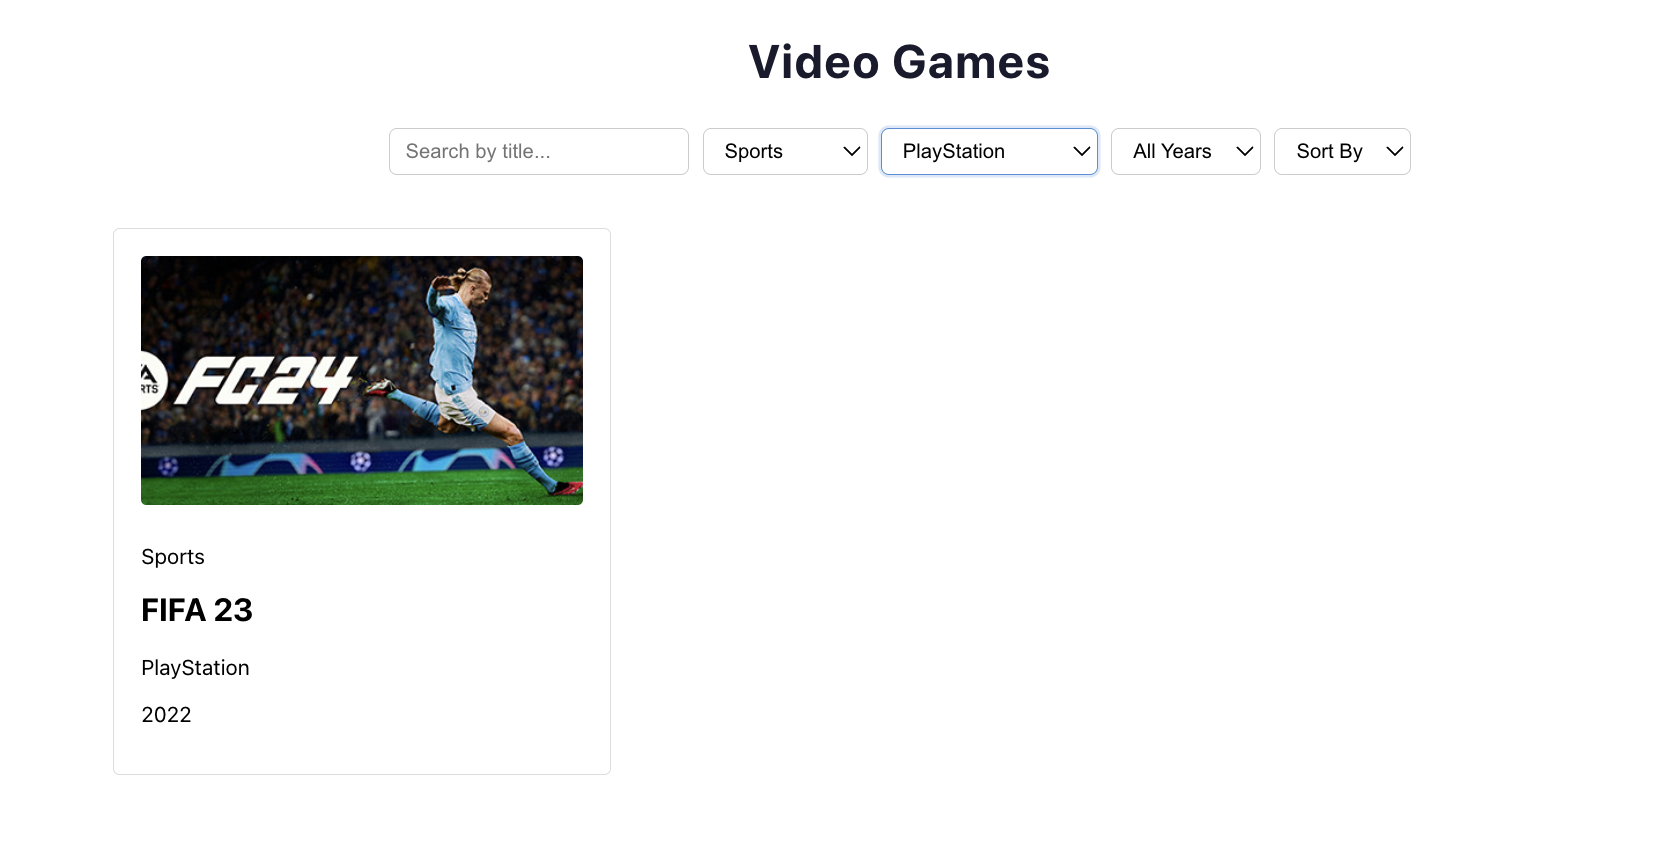 Video Games
Search by title...
Sports
PlayStation
All Years
Sort By
FC24
Sports
FIFA 23
PlayStation
2022